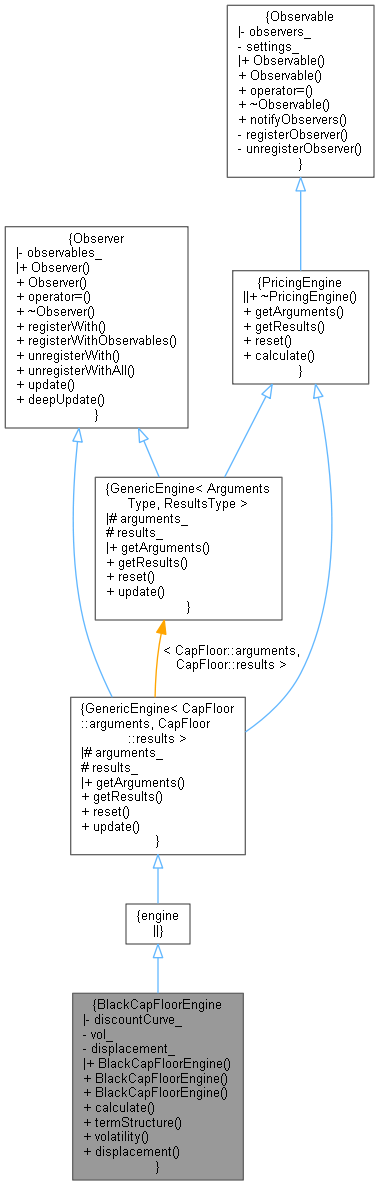 {Observable
|- observers_
- settings_
|+ Observable()
+ Observable()
+ operator=()
+ ~Observable()
+ notifyObservers()
- registerObserver()
- unregisterObserver()
}
{Observer
|- observables_
|+ Observer()
+ Observer()
+ operator=()
+ ~Observer()
+ registerWith()
+ registerWithObservables()
+ unregisterWith()
+ unregisterWithAll()
+ update()
+ deepUpdate()
}
{PricingEngine
||+ ~PricingEngine()
+ getArguments()
+ getResults()
+ reset()
+ calculate()
}
{GenericEngine< Arguments
Type, ResultsType >
|# arguments_
# results_
|+ getArguments()
+ getResults()
+ reset()
+ update()
}
< CapFloor::arguments,
CapFloor::results >
{GenericEngine< CapFloor
::arguments, CapFloor
::results >
|# arguments_
# results_
|+ getArguments()
+ getResults()
+ reset()
+ update()
}
{engine
||}
{BlackCapFloorEngine
|- discountCurve_
- vol_
- displacement_
|+ BlackCapFloorEngine()
+ BlackCapFloorEngine()
+ BlackCapFloorEngine()
+ calculate()
+ termStructure()
+ volatility()
+ displacement()
}